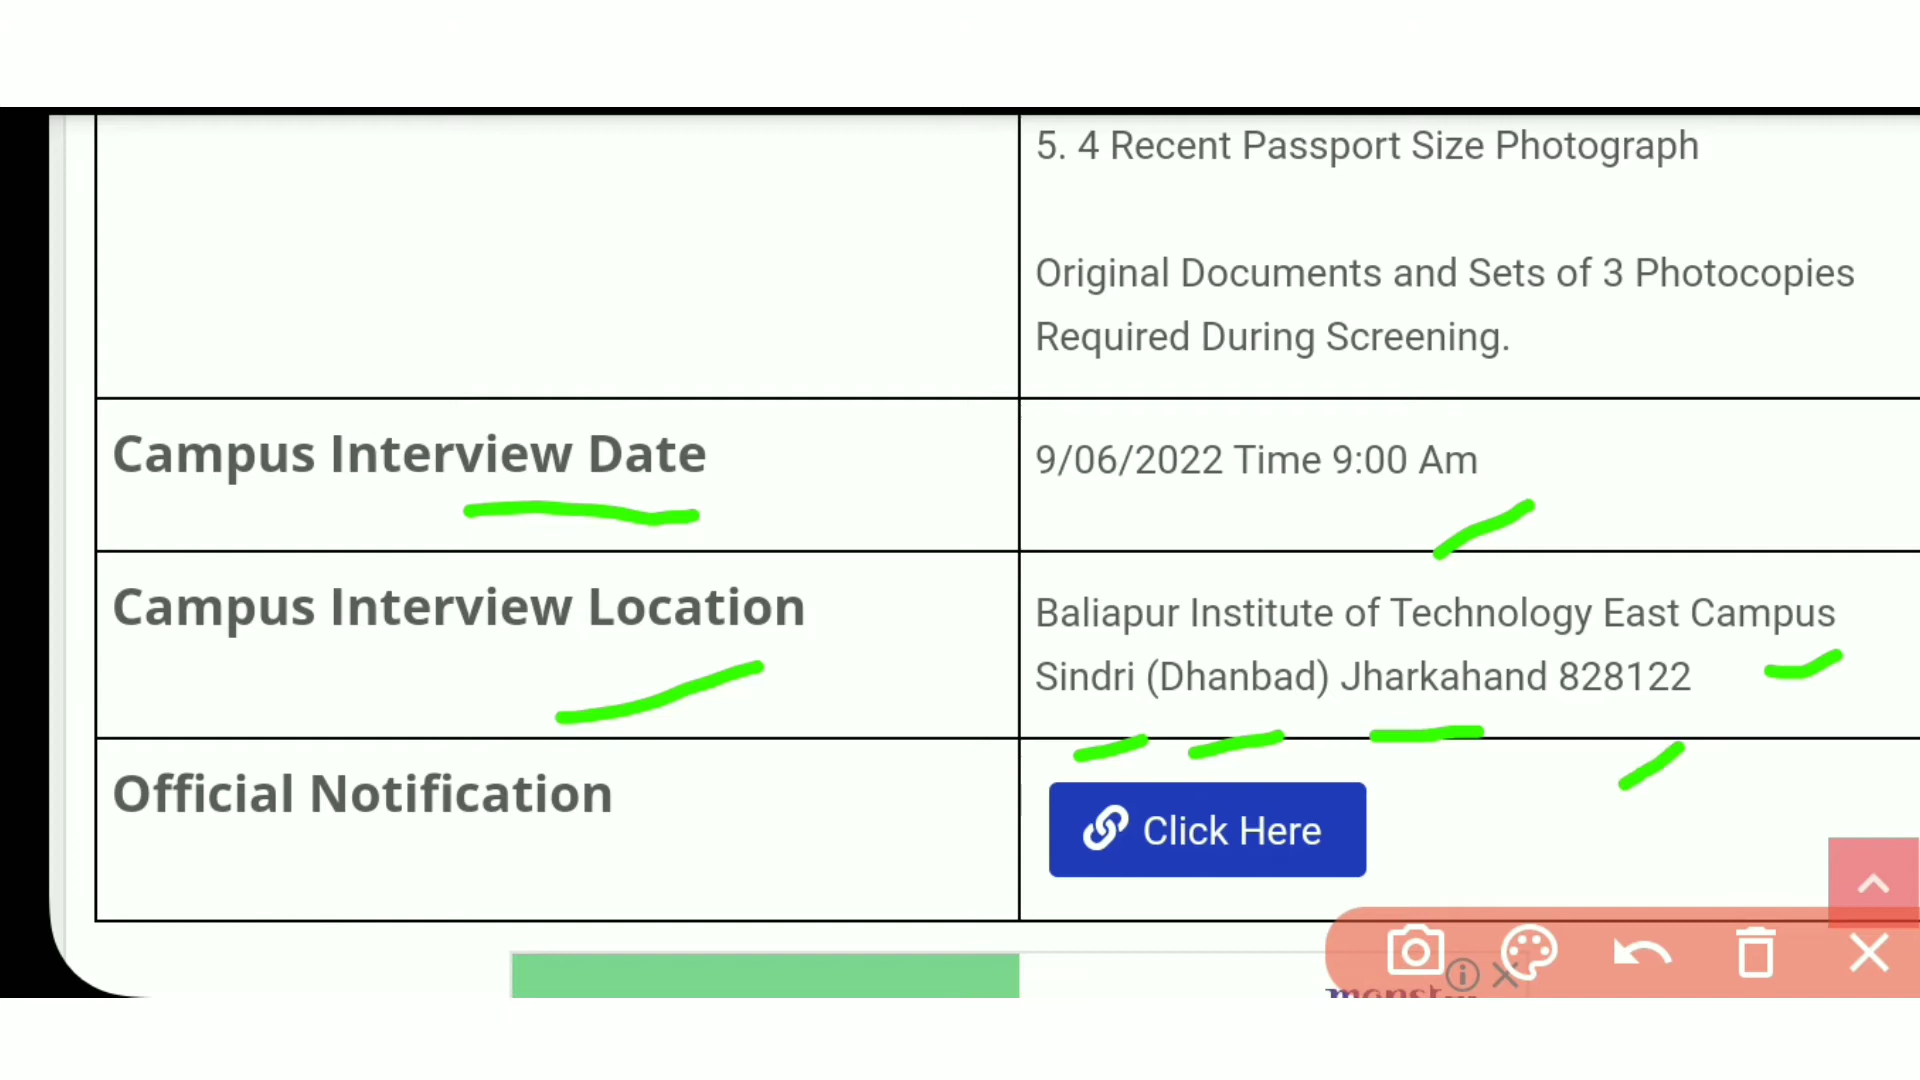 5. 4 Recent Passport Size Photograph
Original Documents and Sets of 3 Photocopies
Required During Screening.
Campus Interview Date
9/06/2022 Time 9:00 Am
Campus Interview Location
Baliapur Institute of Technology East Campus
Sindri (Dhanbad) Jharkahand 828122
Official Notification
Click Here